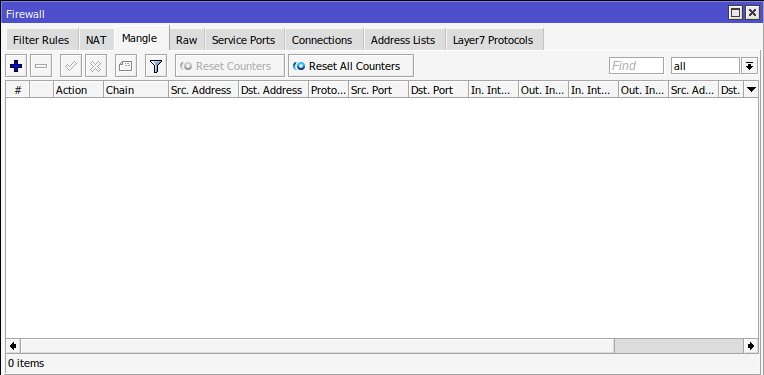 Firewall
Filter Rules NAT Mangle Raw Service Ports Connections Address Lists Layer7 Protocols
Reset Counters Reset All Counters Find all
# Action Chain Src. Address Dst. Address Proto... Src. Port Dst. Port In. Int... Out. In... In. Int... Out. In... Src. Ad... Dst.
0 items